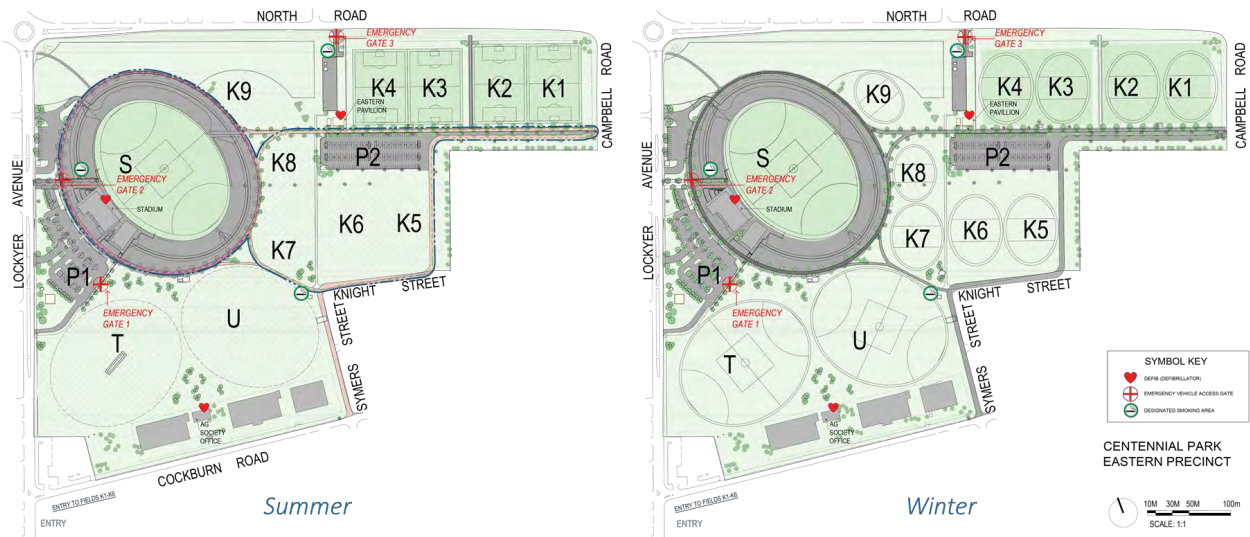 NORTH ROAD
EMERGENCY
GATE 3
K4
K3
K2
K1
K9
EASTERN
PAVILLION
CAMPBELL ROAD
S
K8
P2
EMERGENCY
GATE 2
STADIUM
LOCKYER AVENUE
K6
K5
K7
P1
KNIGHT STREET
EMERGENCY
GATE 1
T
U
SYMERS STREET
AG
SOCIETY
OFFICE
COCKBURN ROAD
ENTRY TO FIELDS K1-K6
ENTRY
Summer
NORTH ROAD
EMERGENCY
GATE 3
K4
K3
K2
K1
K9
EASTERN
PAVILLION
CAMPBELL ROAD
S
K8
P2
EMERGENCY
GATE 2
STADIUM
LOCKYER AVENUE
K7
K6
K5
P1
KNIGHT STREET
EMERGENCY
GATE 1
T
U
SYMERS STREET
AG
SOCIETY
OFFICE
COCKBURN ROAD
ENTRY TO FIELDS K1-K6
ENTRY
Winter
SYMBOL KEY
DEFIB (DEFIBRILLATOR)
EMERGENCY VEHICLE ACCESS GATE
DESIGNATED SMOKING AREA
CENTENNIAL PARK
EASTERN PRECINCT
10M 30M 50M 100m
SCALE: 1:1